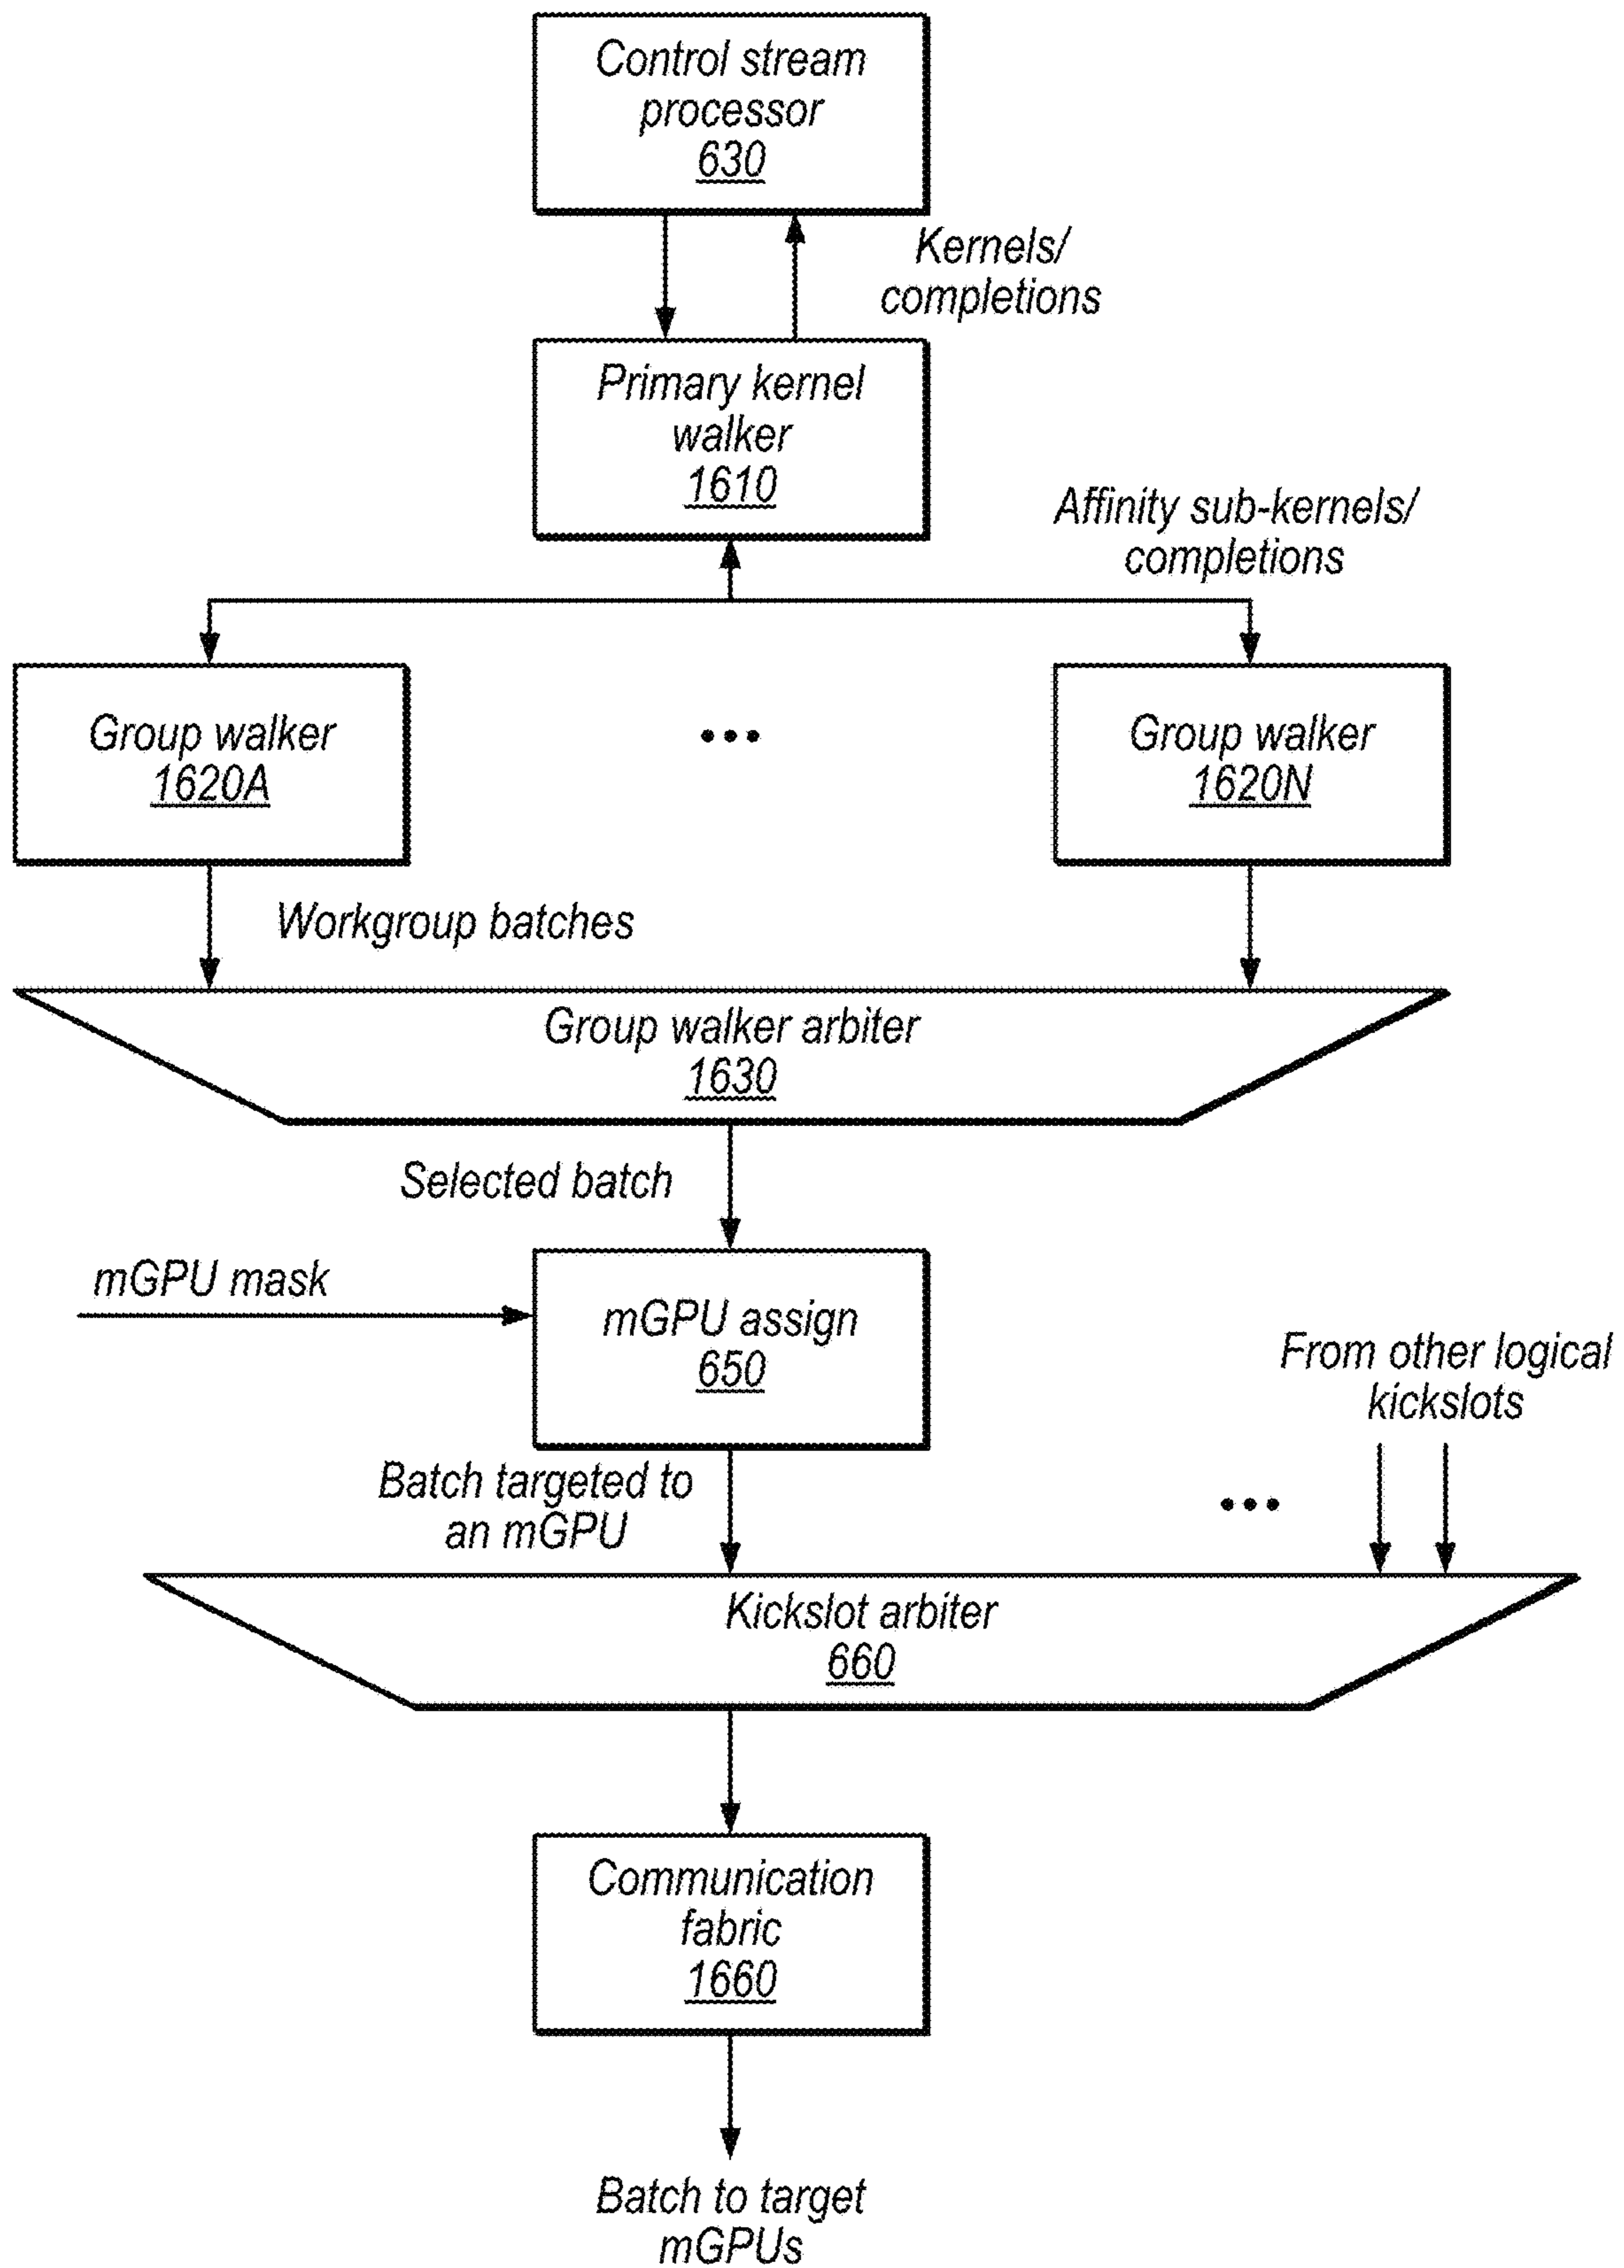 Control stream
processor
630
Kernels/
completions
Primary kernel
walker
1610
Affinity sub-kernels/
completions
Group walker
1620A
...
Group walker
1620N
Workgroup batches
Group walker arbiter
1630
Selected batch
mGPU mask
mGPU assign
650
From other logical
kickslots
Batch targeted to
an mGPU
...
Kickslot arbiter
660
Communication
fabric
1660
Batch to target
mGPUs